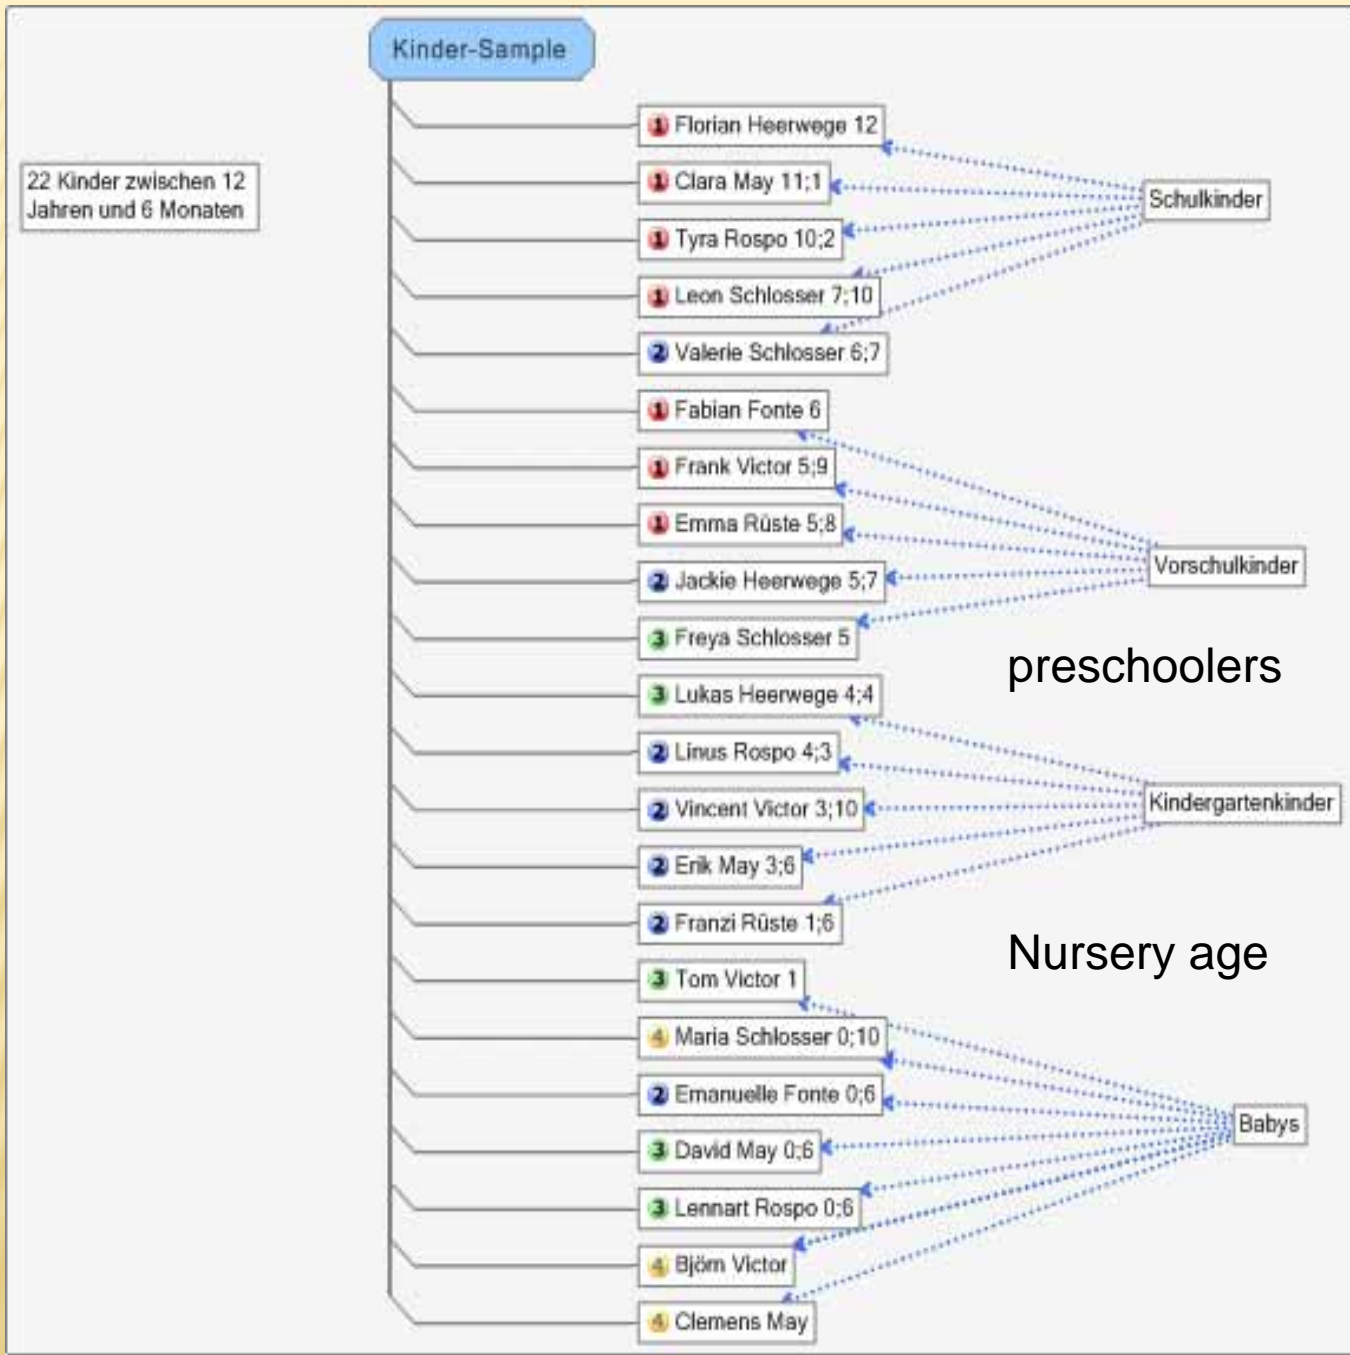 Kinder-Sample
22 Kinder zwischen 12
Jahren und 6 Monaten
1 Florian Heerwege 12
1 Clara May 11;1
1 Tyra Rospo 10;2
1 Leon Schlosser 7;10
2 Valerie Schlosser 6;7
Schulkinder
1 Fabian Fonte 6
1 Frank Victor 5;9
1 Emma Rüste 5;8
2 Jackie Heerwege 5;7
3 Freya Schlosser 5
Vorschulkinder
preschoolers
3 Lukas Heerwege 4;4
2 Linus Rospo 4;3
2 Vincent Victor 3;10
2 Erik May 3;6
2 Franzi Rüste 1;6
Kindergartenkinder
Nursery age
3 Tom Victor 1
4 Maria Schlosser 0;10
2 Emanuelle Fonte 0;6
3 David May 0;6
3 Lennart Rospo 0;6
4 Björn Victor
4 Clemens May
Babys